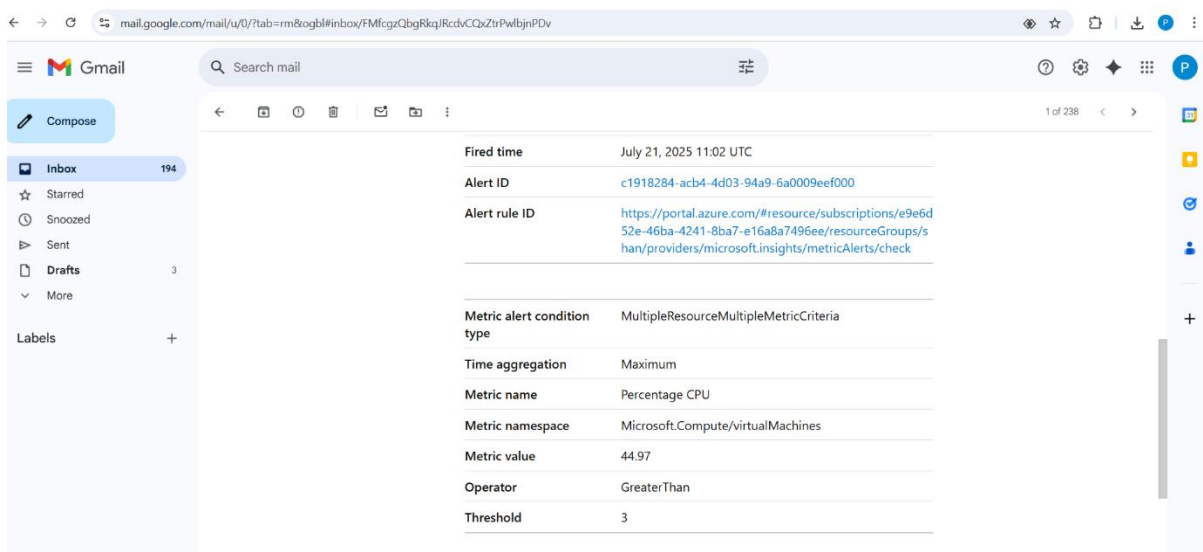 mail.google.com/mail/u/0/?tab=rm&ogbl#inbox/FMfcgzQbgRkqJRcdvCQxZtrPwlbjnPDv
P
Gmail
Search mail
P
Compose
1 of 238
31
Inbox 194
Starred
Snoozed
Sent
Drafts 3
More
Labels
Fired time July 21, 2025 11:02 UTC
Alert ID c1918284-acb4-4d03-94a9-6a0009eef000
Alert rule ID https://portal.azure.com/#resource/subscriptions/e9e6d
52e-46ba-4241-8ba7-e16a8a7496ee/resourceGroups/s
han/providers/microsoft.insights/metricAlerts/check
Metric alert condition MultipleResourceMultipleMetricCriteria
type
Time aggregation Maximum
Metric name Percentage CPU
Metric namespace Microsoft.Compute/virtualMachines
Metric value 44.97
Operator GreaterThan
Threshold 3